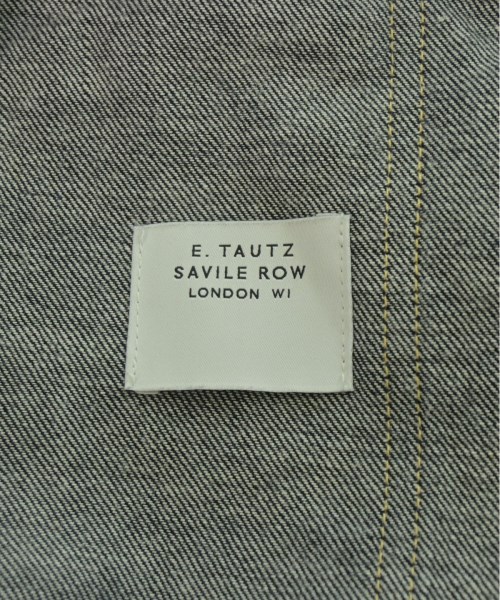 E. TAUTZ
SAVILE ROW
LONDON W1